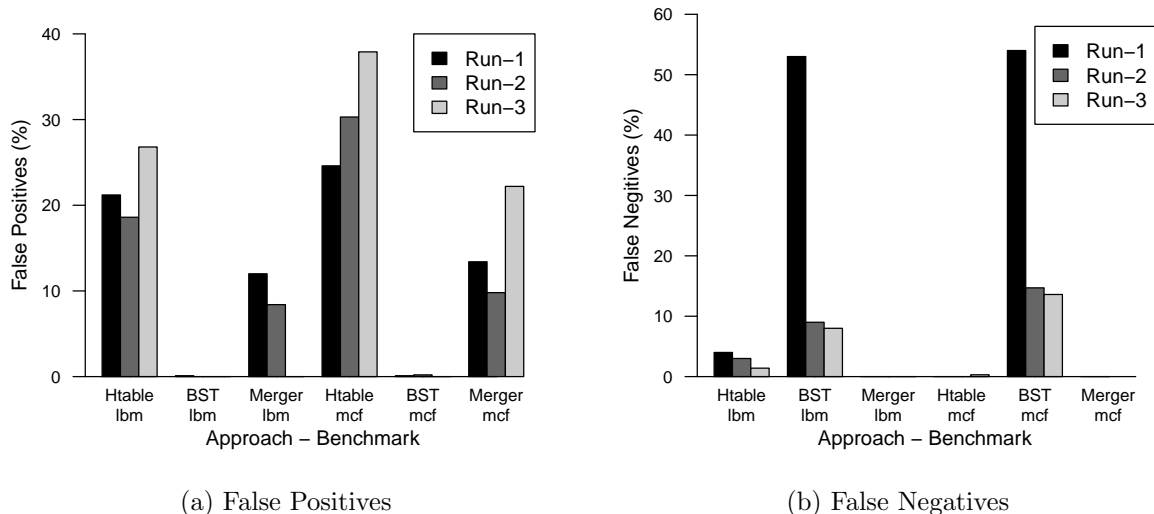 40
30
20
10
0
False Positives (%)
Run−1
Run−2
Run−3
Htable BST Merger Htable BST Merger
lbm lbm lbm mcf mcf mcf
Approach − Benchmark
(a) False Positives
60
50
40
30
20
10
0
False Negitives (%)
Run−1
Run−2
Run−3
Htable BST Merger Htable BST Merger
lbm lbm lbm mcf mcf mcf
Approach − Benchmark
(b) False Negatives